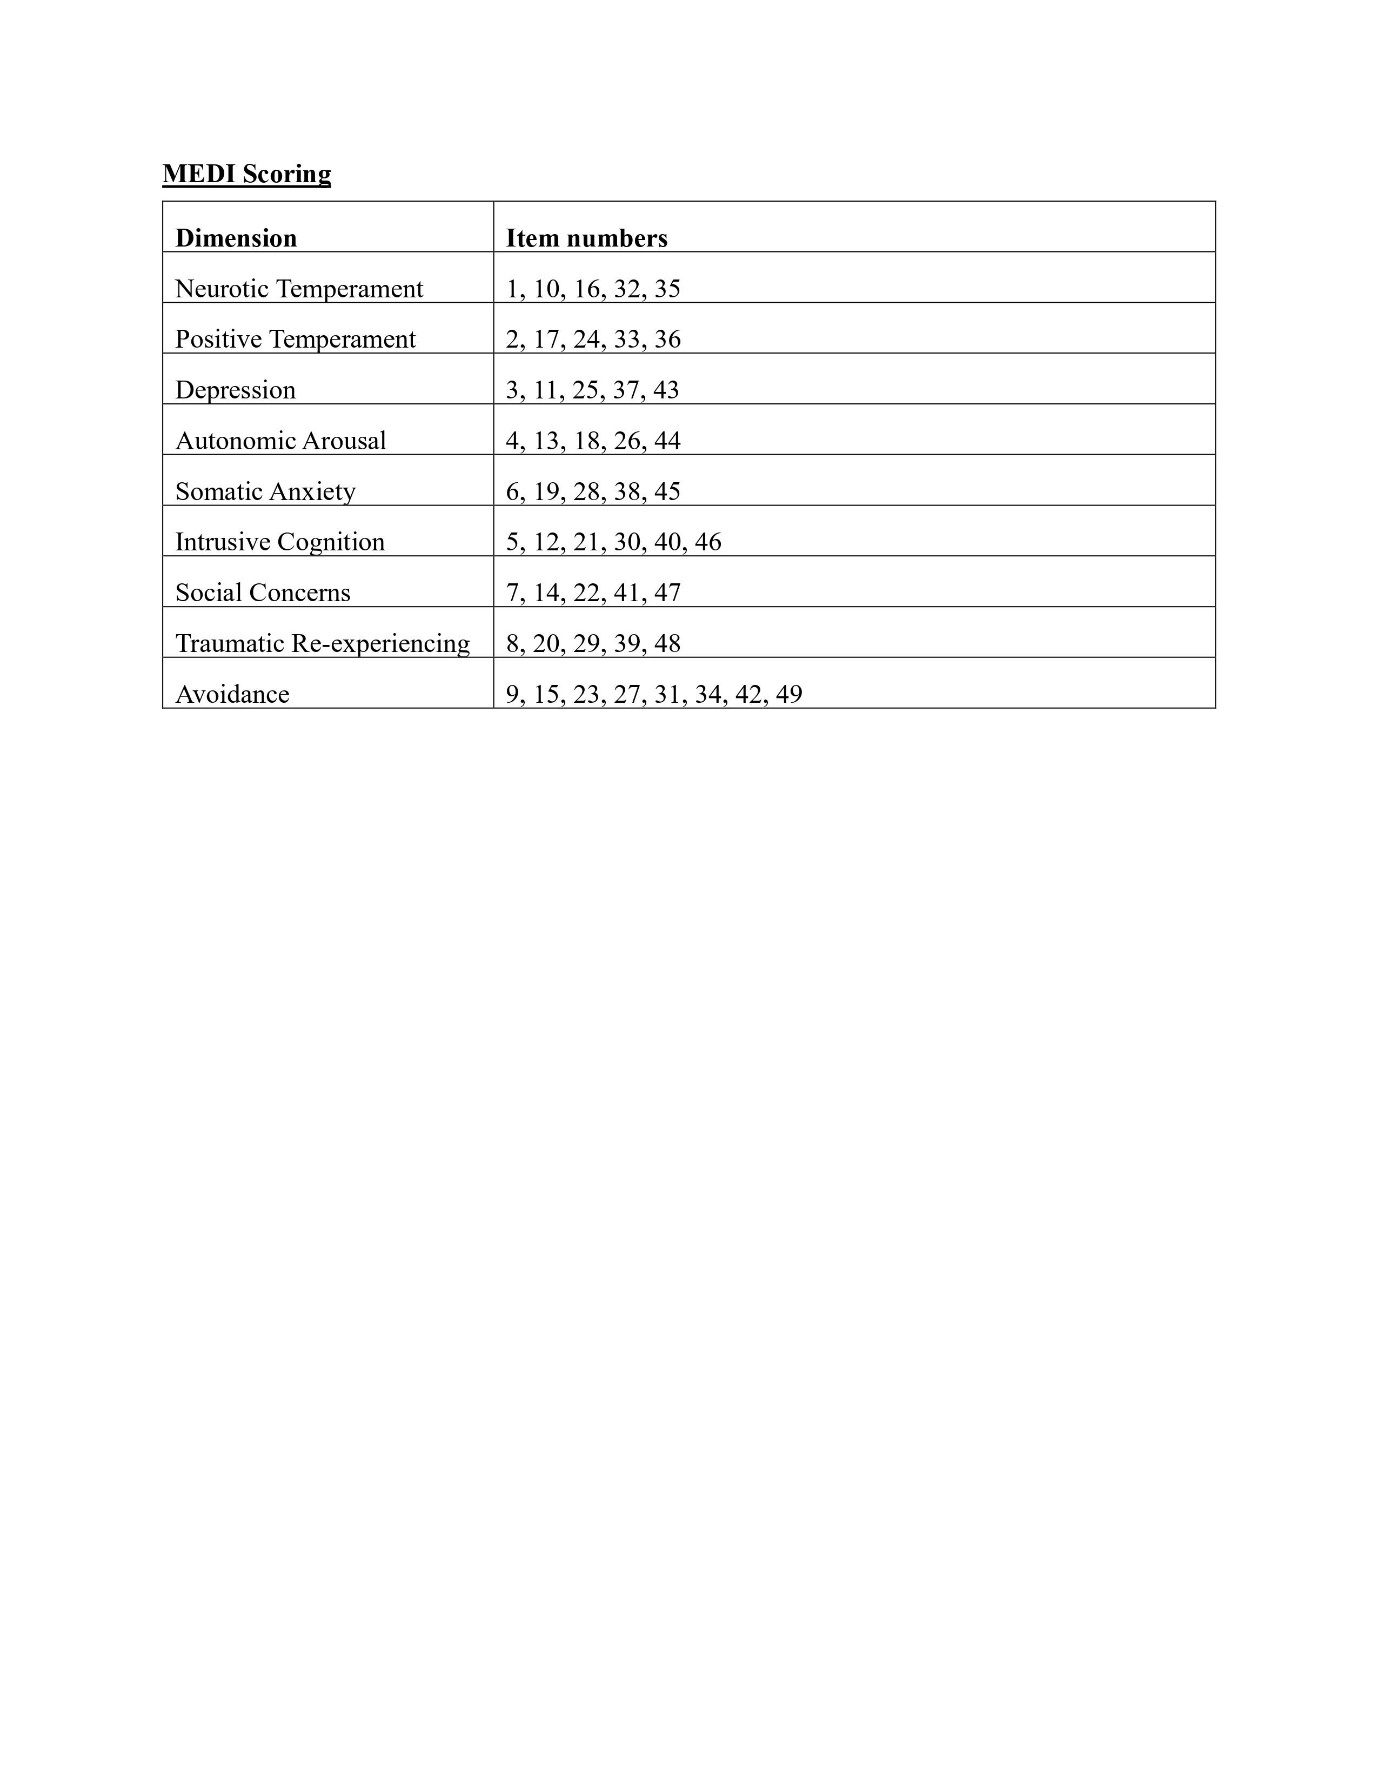 MEDI Scoring
Dimension Item numbers
Neurotic Temperament 1, 10, 16, 32, 35
Positive Temperament 2, 17, 24, 33, 36
Depression 3, 11, 25, 37, 43
Autonomic Arousal 4, 13, 18, 26, 44
Somatic Anxiety 6, 19, 28, 38, 45
Intrusive Cognition 5, 12, 21, 30, 40, 46
Social Concerns 7, 14, 22, 41, 47
Traumatic Re-experiencing 8, 20, 29, 39, 48
Avoidance 9, 15, 23, 27, 31, 34, 42, 49